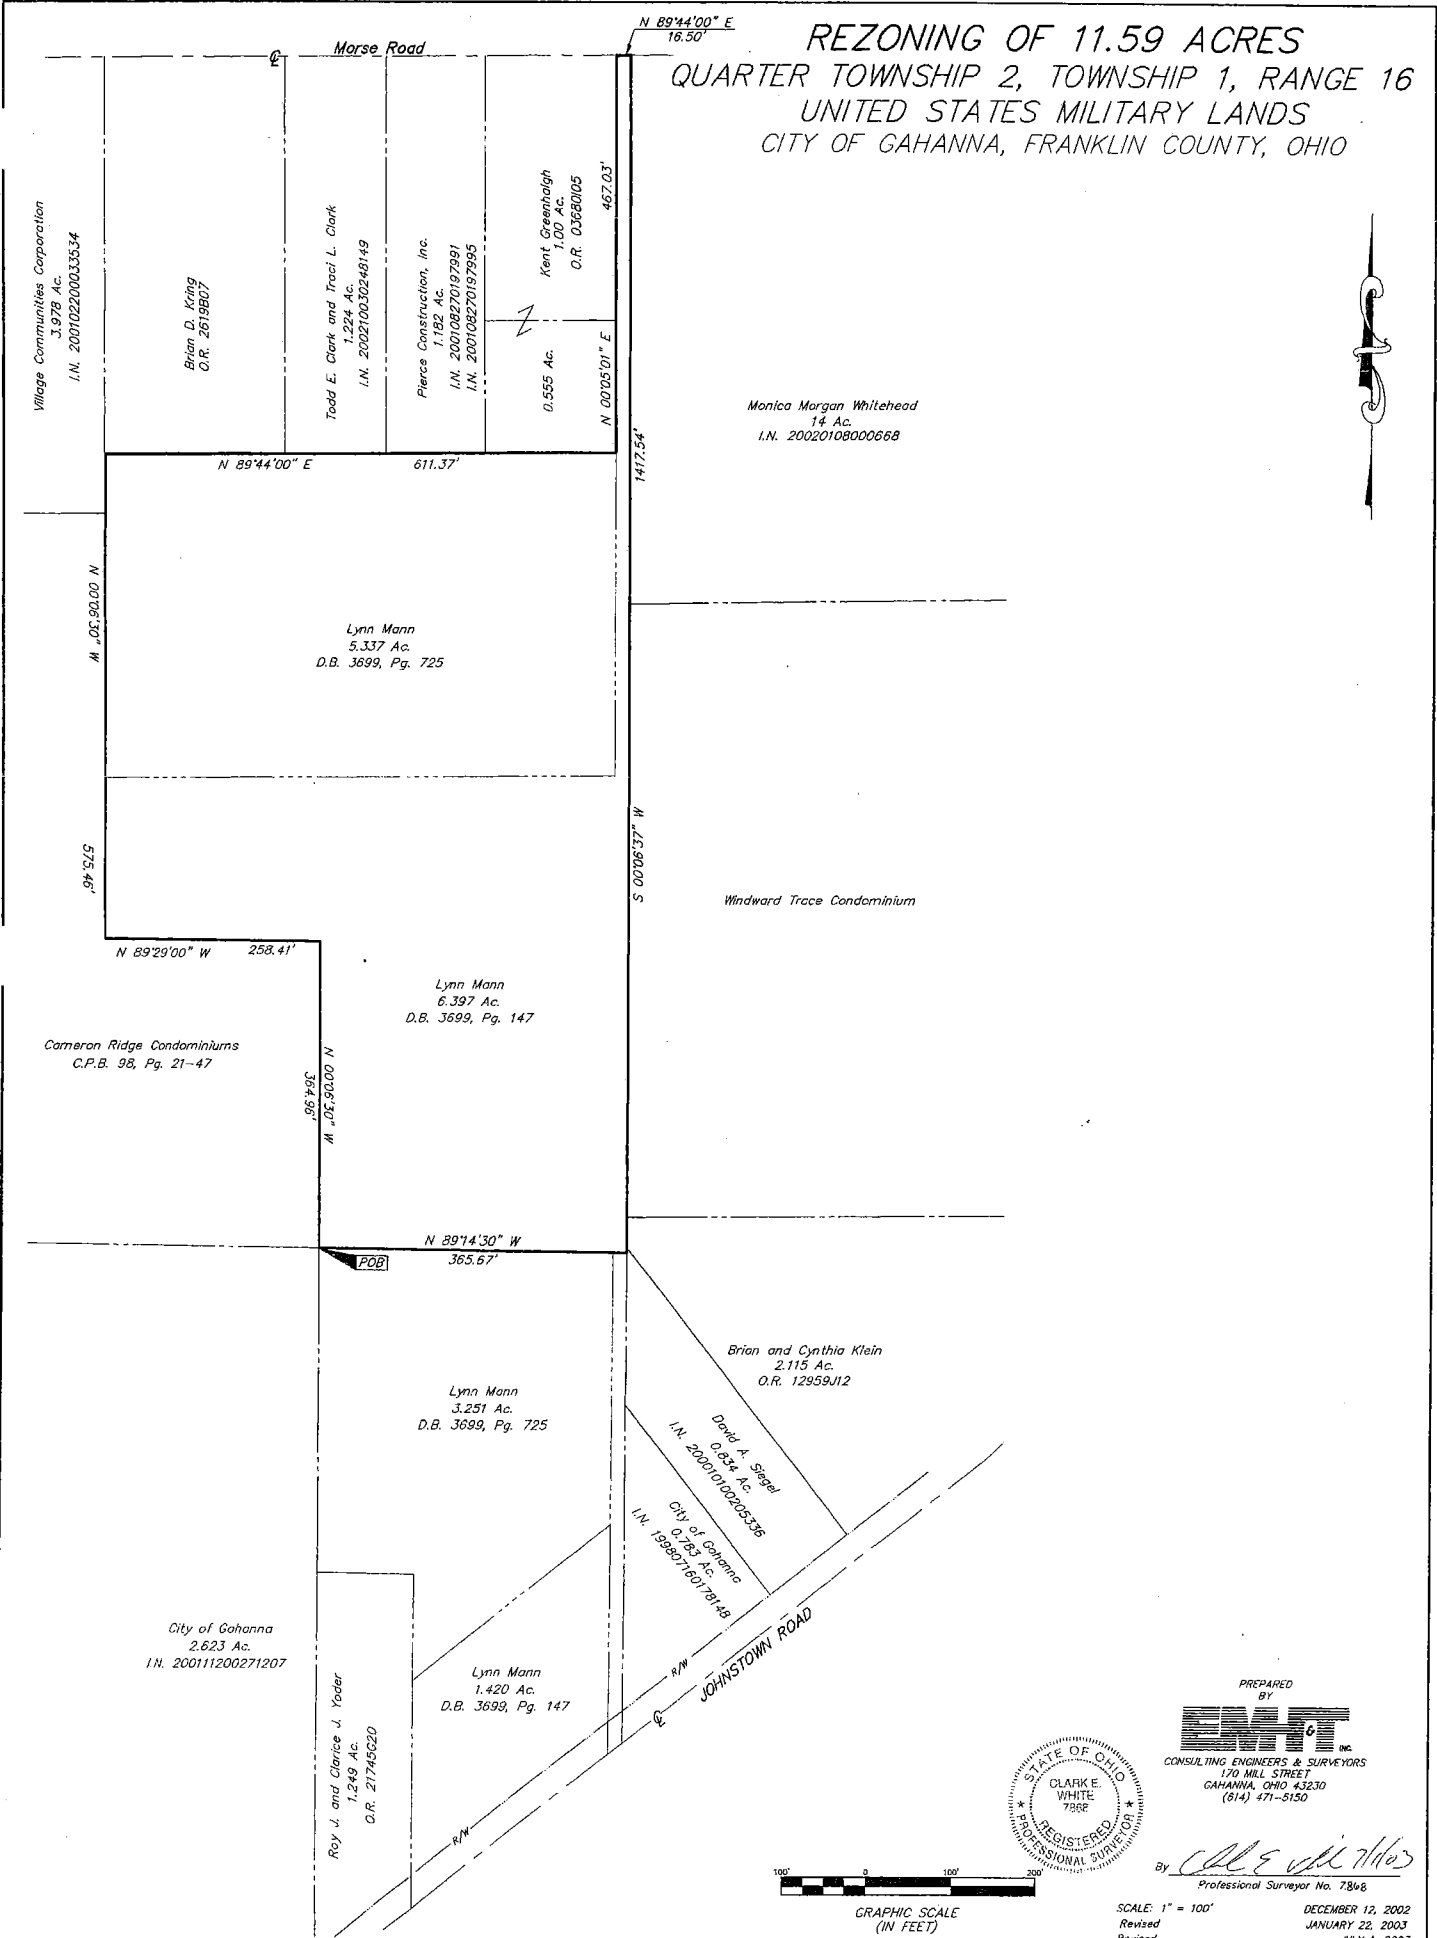 N 89°44'00" E
16.50'
REZONING OF 11.59 ACRES
QUARTER TOWNSHIP 2, TOWNSHIP 1, RANGE 16
UNITED STATES MILITARY LANDS
CITY OF GAHANNA, FRANKLIN COUNTY, OHIO
Morse Road
Village Communities Corporation
3.978 Ac.
I.N. 200102200033534
Brian D. Kring
O.R. 2619B07
Todd E. Clark and Traci L. Clark
1.224 Ac.
I.N. 200210030248149
Pierce Construction, Inc.
1.182 Ac.
I.N. 200108270197991
I.N. 200108270197995
Kent Greenhalgh
1.00 Ac.
O.R. 03680I05
0.555 Ac.
467.03'
N 00°05'01" E
Monica Morgan Whitehead
14 Ac.
I.N. 20020108000668
N 89°44'00" E 611.37'
1417.54'
N 00°06'30" W
Lynn Mann
5.337 Ac.
D.B. 3699, Pg. 725
575.46'
S 00°06'37" W
Windward Trace Condominium
N 89°29'00" W 258.41'
Lynn Mann
6.397 Ac.
D.B. 3699, Pg. 147
Cameron Ridge Condominiums
C.P.B. 98, Pg. 21-47
N 00°06'30" W
364.96'
N 89°14'30" W
365.67'
POB
Brian and Cynthia Klein
2.115 Ac.
O.R. 12959J12
Lynn Mann
3.251 Ac.
D.B. 3699, Pg. 725
David A. Siegel
0.834 Ac.
I.N. 200010100205336
City of Gahanna
0.783 Ac.
I.N. 199807160178148
JOHNSTOWN ROAD
R/W
R/W
City of Gahanna
2.623 Ac.
I.N. 200111200271207
Roy J. and Clarice J. Yoder
1.249 Ac.
O.R. 21745G20
Lynn Mann
1.420 Ac.
D.B. 3699, Pg. 147
PREPARED
BY
EMH&T INC.
CONSULTING ENGINEERS & SURVEYORS
170 MILL STREET
GAHANNA, OHIO 43230
(614) 471-5150
STATE OF OHIO
CLARK E.
WHITE
7868
REGISTERED
PROFESSIONAL SURVEYOR
By 7/1/03
Professional Surveyor No. 7868
100' 0 100' 200'
GRAPHIC SCALE
(IN FEET)
SCALE: 1" = 100' DECEMBER 12, 2002
Revised JANUARY 22, 2003